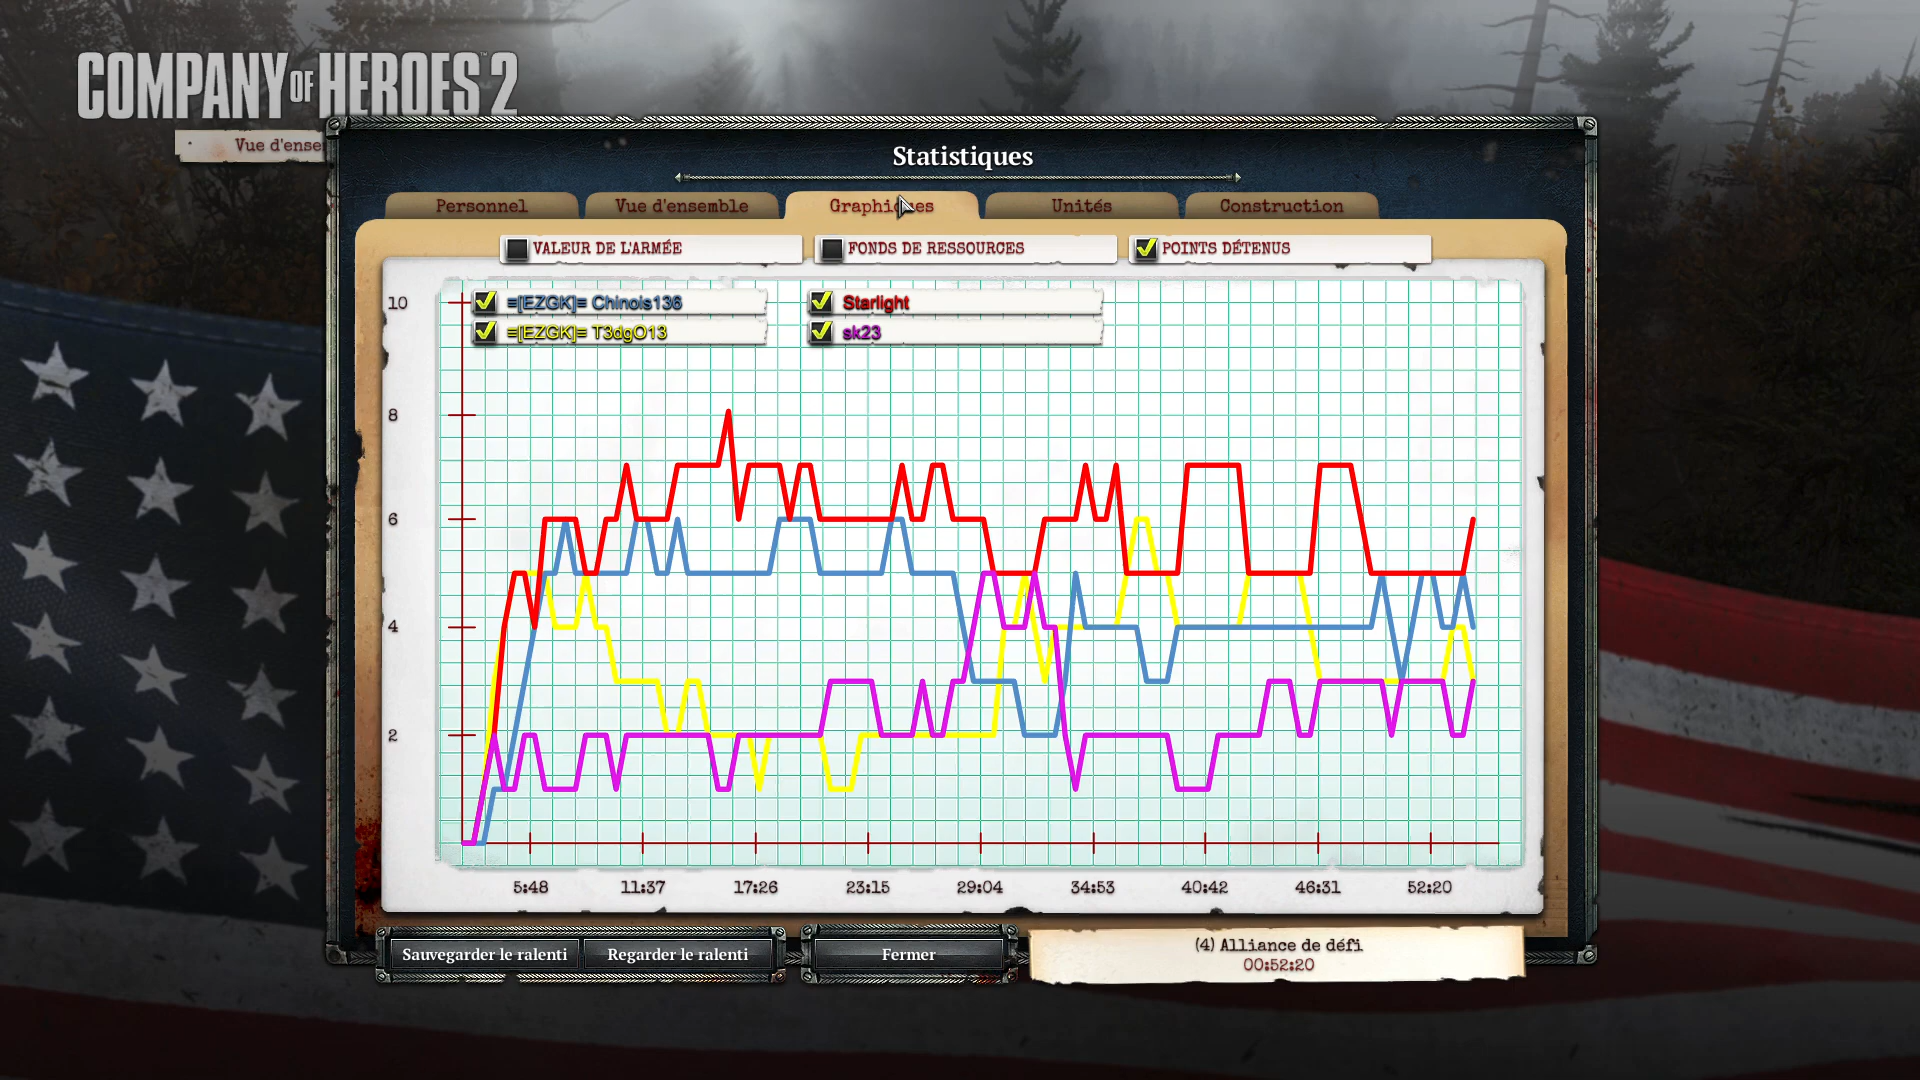 COMPANY OF HEROES 2
Vue d'ense
Statistiques
Personnel
Vue d'ensemble
Graphiques
Unités
Construction
VALEUR DE L'ARMÉE
FONDS DE RESSOURCES
POINTS DÉTENUS
≡[EZGK]≡ Chinois136
Starlight
≡[EZGK]≡ T3dgO13
sk23
10
8
6
4
2
5:48
11:37
17:26
23:15
29:04
34:53
40:42
46:31
52:20
Sauvegarder le ralenti
Regarder le ralenti
Fermer
(4) Alliance de défi
00:52:20